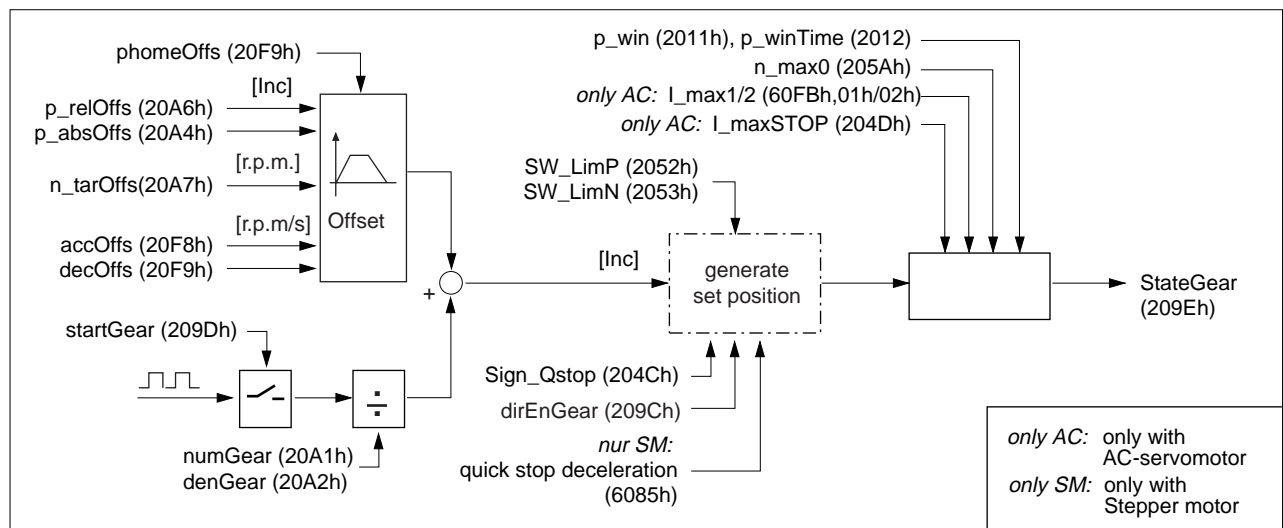 phomeOffs (20F9h)
[Inc]
p_relOffs (20A6h)
p_absOffs (20A4h)
[r.p.m.]
n_tarOffs(20A7h)
[r.p.m/s]
accOffs (20F8h)
decOffs (20F9h)
Offset
+
startGear (209Dh)
numGear (20A1h)
denGear (20A2h)
p_win (2011h), p_winTime (2012)
n_max0 (205Ah)
only AC: I_max1/2 (60FBh,01h/02h)
only AC: I_maxSTOP (204Dh)
SW_LimP (2052h)
SW_LimN (2053h)
[Inc]
generate
set position
StateGear
(209Eh)
Sign_Qstop (204Ch)
dirEnGear (209Ch)
nur SM:
quick stop deceleration
(6085h)
only AC: only with
AC-servomotor
only SM: only with
Stepper motor